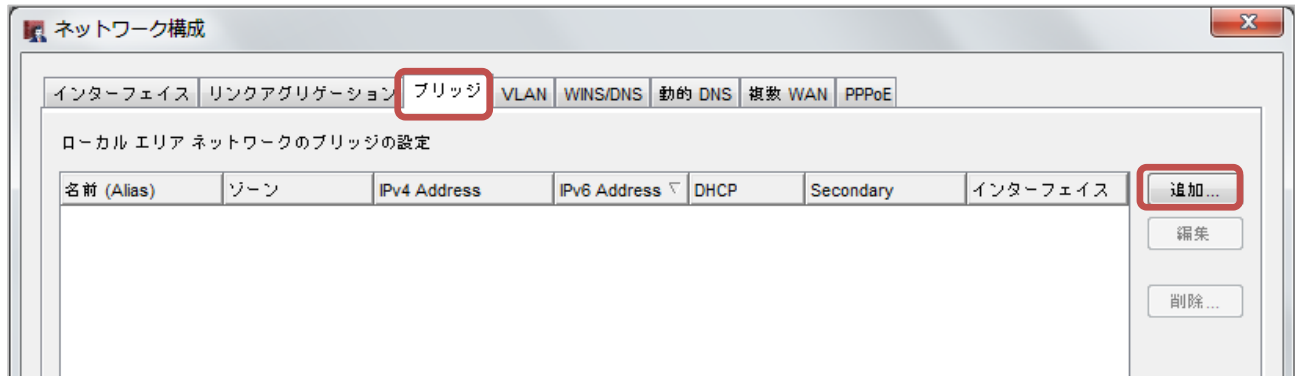 ネットワーク構成
インターフェイス リンクアグリゲーション ブリッジ VLAN WINS/DNS 動的 DNS 複数 WAN PPPoE
ローカル エリア ネットワークのブリッジの設定
名前 (Alias) ゾーン IPv4 Address IPv6 Address DHCP Secondary インターフェイス 追加...
編集
削除...